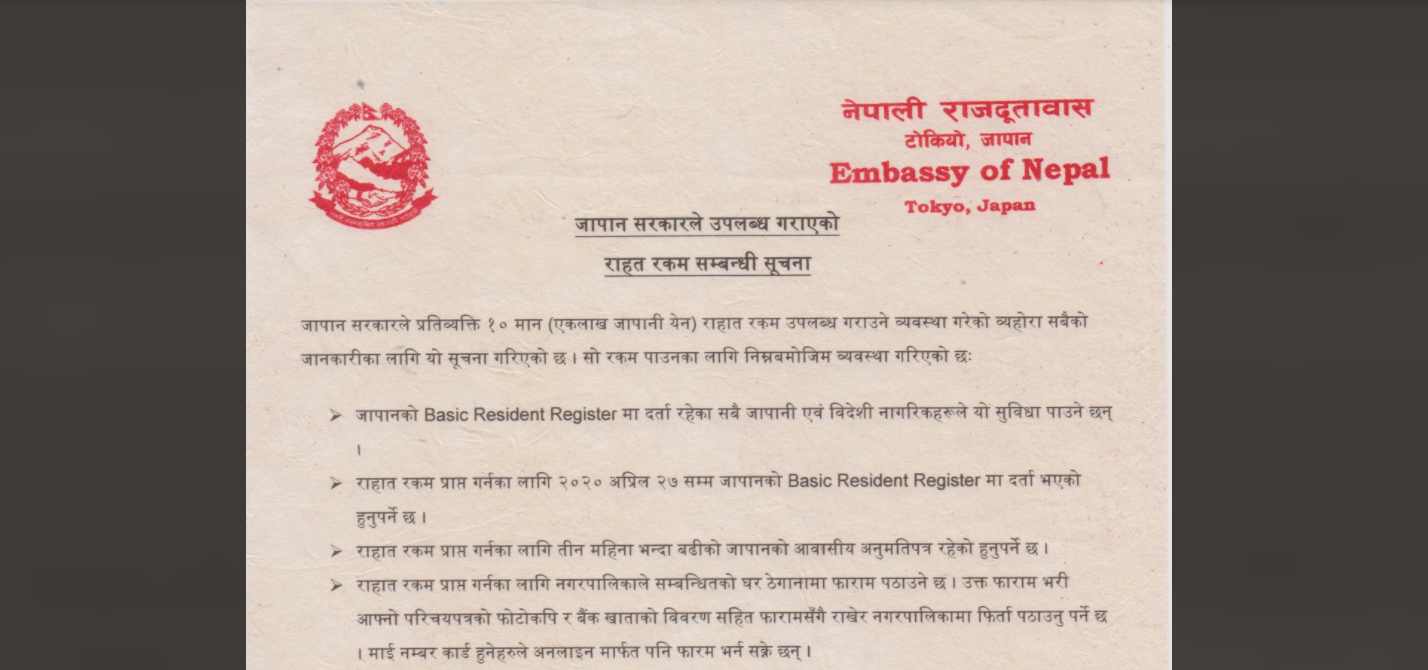 नेपाली राजदूतावास
टोकियो, जापान
Embassy of Nepal
Tokyo, Japan
जापान सरकारले उपलब्ध गराएको
राहत रकम सम्बन्धी सूचना
जापान सरकारले प्रतिव्यक्ति १० मान (एकलाख जापानी येन) राहात रकम उपलब्ध गराउने व्यवस्था गरेको व्यहोरा सबैको
जानकारीका लागि यो सूचना गरिएको छ । सो रकम पाउनका लागि निम्नबमोजिम व्यवस्था गरिएको छः
➢ जापानको Basic Resident Register मा दर्ता रहेका सबै जापानी एवं विदेशी नागरिकहरूले यो सुविधा पाउने छन्
।
➢ राहात रकम प्राप्त गर्नका लागि २०२० अप्रिल २७ सम्म जापानको Basic Resident Register मा दर्ता भएको
हुनुपर्ने छ ।
➢ राहात रकम प्राप्त गर्नका लागि तीन महिना भन्दा बढीको जापानको आवासीय अनुमतिपत्र रहेको हुनुपर्ने छ ।
➢ राहात रकम प्राप्त गर्नका लागि नगरपालिकाले सम्बन्धितको घर ठेगानामा फाराम पठाउने छ । उक्त फाराम भरी
आफ्नो परिचयपत्रको फोटोकपि र बैंक खाताको विवरण सहित फारामसँगै राखेर नगरपालिकामा फिर्ता पठाउनु पर्ने छ
। माई नम्बर कार्ड हुनेहरुले अनलाइन मार्फत पनि फारम भर्न सक्ने छन् ।